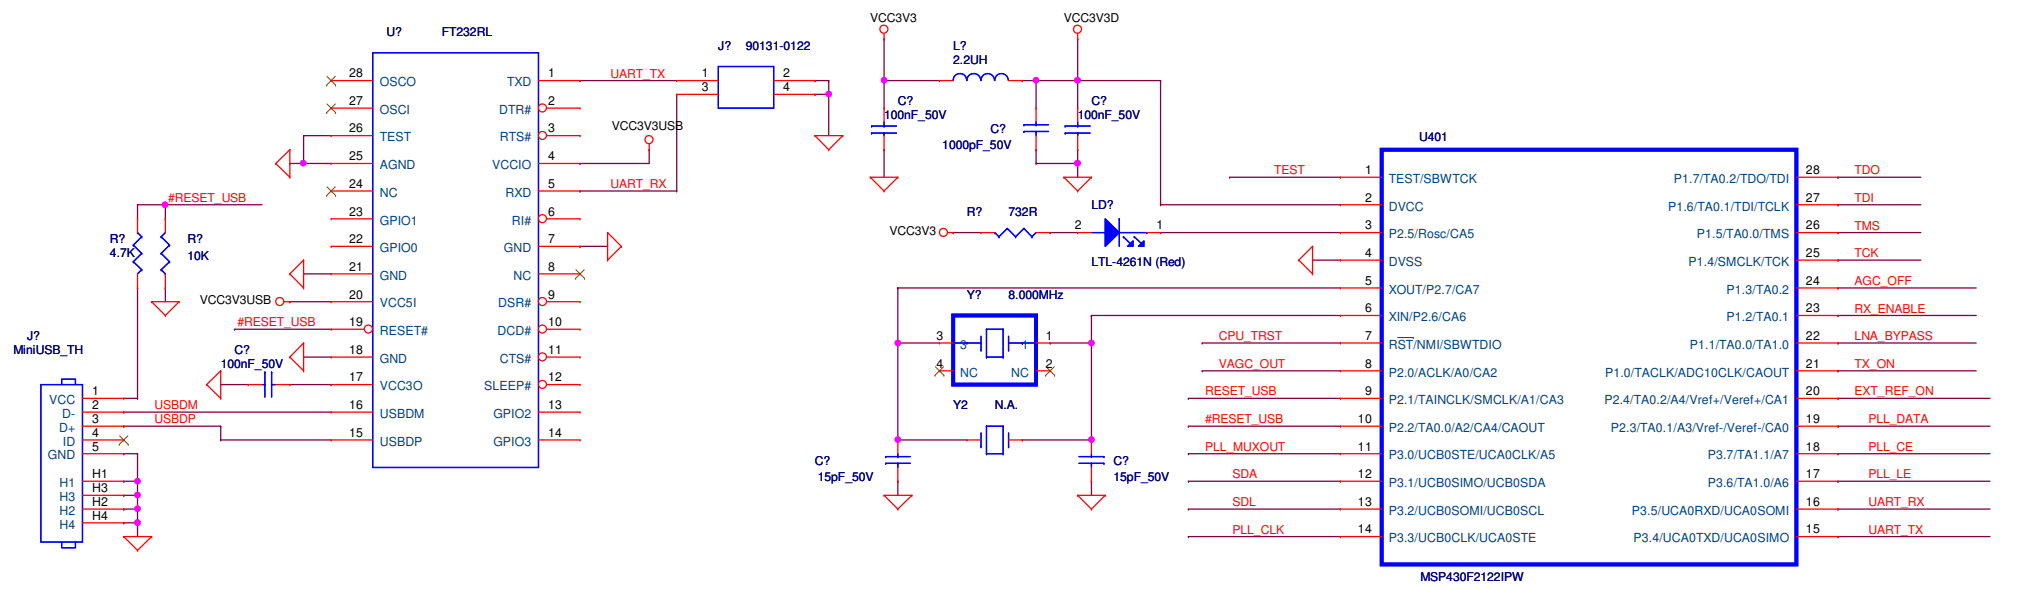 VCC3V3
VCC3V3D
U?
FT232RL
J?
90131-0122
L?
2.2UH
28
OSCO
TXD
1
UART_TX
1
2
3
4
27
OSCI
DTR#
2
26
TEST
RTS#
3
VCC3V3USB
25
AGND
VCCIO
4
24
NC
RXD
5
UART_RX
23
GPIO1
RI#
6
22
GPIO0
GND
7
21
GND
NC
8
VCC3V3USB
20
VCC5I
DSR#
9
#RESET_USB
19
RESET#
DCD#
10
18
GND
CTS#
11
17
VCC3O
SLEEP#
12
16
USBDM
GPIO2
13
15
USBDP
GPIO3
14
C?
100nF_50V
#RESET_USB
R?
4.7K
R?
10K
J?
MiniUSB_TH
VCC
1
D-
2
USBDM
D+
3
USBDP
ID
4
GND
5
H1
H1
H3
H3
H2
H2
H4
H4
C?
100nF_50V
C?
1000pF_50V
C?
100nF_50V
VCC3V3
R?
732R
2
LD?
1
LTL-4261N (Red)
Y?
8.000MHz
3
3
1
1
4
NC
NC
2
Y2
N.A.
C?
15pF_50V
C?
15pF_50V
U401
TEST
1
TEST/SBWTCK
P1.7/TA0.2/TDO/TDI
28
TDO
2
DVCC
P1.6/TA0.1/TDI/TCLK
27
TDI
3
P2.5/Rosc/CA5
P1.5/TA0.0/TMS
26
TMS
4
DVSS
P1.4/SMCLK/TCK
25
TCK
5
XOUT/P2.7/CA7
P1.3/TA0.2
24
AGC_OFF
6
XIN/P2.6/CA6
P1.2/TA0.1
23
RX_ENABLE
CPU_TRST
7
RST/NMI/SBWTDIO
P1.1/TA0.0/TA1.0
22
LNA_BYPASS
VAGC_OUT
8
P2.0/ACLK/A0/CA2
P1.0/TACLK/ADC10CLK/CAOUT
21
TX_ON
RESET_USB
9
P2.1/TAINCLK/SMCLK/A1/CA3
P2.4/TA0.2/A4/Vref+/Veref+/CA1
20
EXT_REF_ON
#RESET_USB
10
P2.2/TA0.0/A2/CA4/CAOUT
P2.3/TA0.1/A3/Vref-/Veref-/CA0
19
PLL_DATA
PLL_MUXOUT
11
P3.0/UCB0STE/UCA0CLK/A5
P3.7/TA1.1/A7
18
PLL_CE
SDA
12
P3.1/UCB0SIMO/UCB0SDA
P3.6/TA1.0/A6
17
PLL_LE
SDL
13
P3.2/UCB0SOMI/UCB0SCL
P3.5/UCA0RXD/UCA0SOMI
16
UART_RX
PLL_CLK
14
P3.3/UCB0CLK/UCA0STE
P3.4/UCA0TXD/UCA0SIMO
15
UART_TX
MSP430F2122IPW